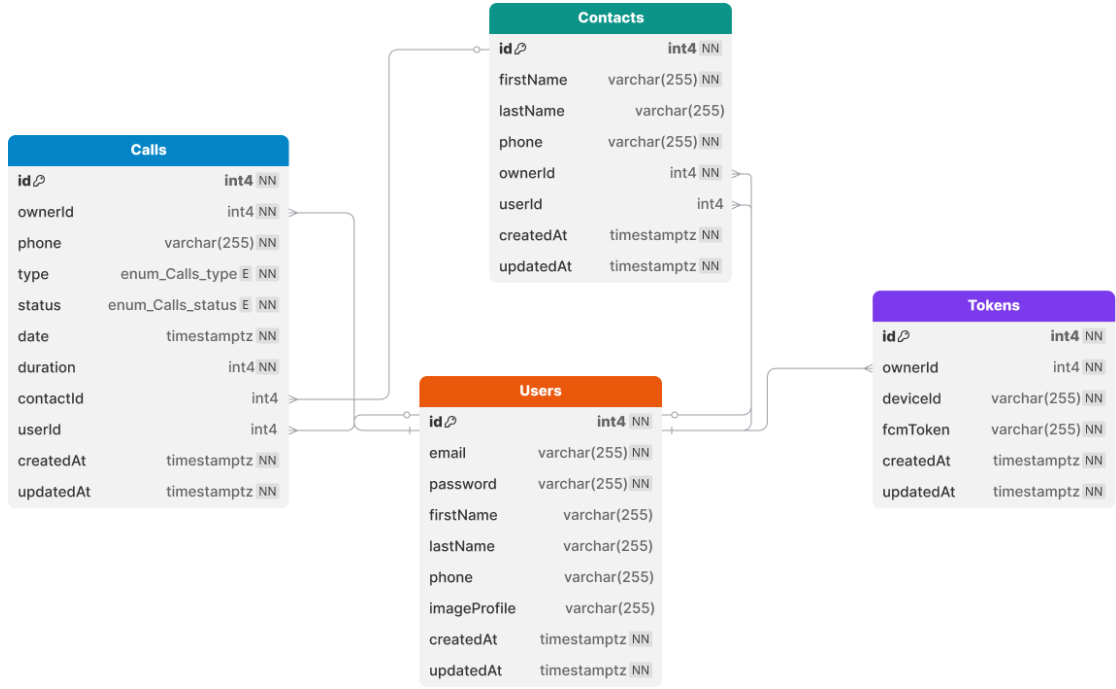 Contacts
id int4 NN
firstName varchar(255) NN
lastName varchar(255)
phone varchar(255) NN
ownerId int4 NN
userId int4
createdAt timestamptz NN
updatedAt timestamptz NN
Calls
id int4 NN
ownerId int4 NN
phone varchar(255) NN
type enum_Calls_type E NN
status enum_Calls_status E NN
date timestamptz NN
duration int4 NN
contactId int4
userId int4
createdAt timestamptz NN
updatedAt timestamptz NN
Users
id int4 NN
email varchar(255) NN
password varchar(255) NN
firstName varchar(255)
lastName varchar(255)
phone varchar(255)
imageProfile varchar(255)
createdAt timestamptz NN
updatedAt timestamptz NN
Tokens
id int4 NN
ownerId int4 NN
deviceId varchar(255) NN
fcmToken varchar(255) NN
createdAt timestamptz NN
updatedAt timestamptz NN